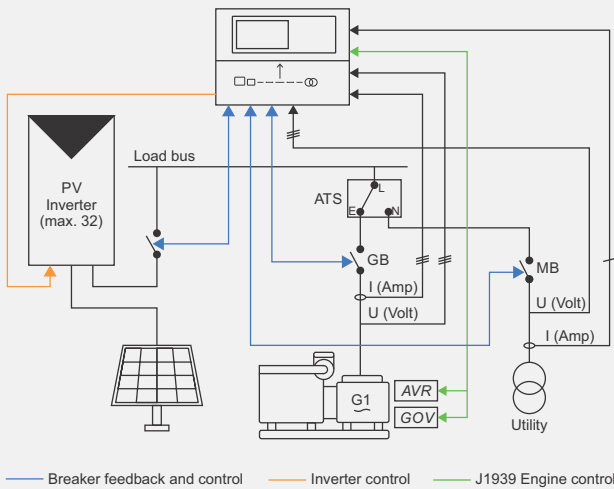 Load bus
PV
Inverter
(max. 32)
ATS
L
E
N
GB
MB
I (Amp)
U (Volt)
I (Amp)
U (Volt)
G1
AVR
GOV
Utility
Breaker feedback and control
Inverter control
J1939 Engine control